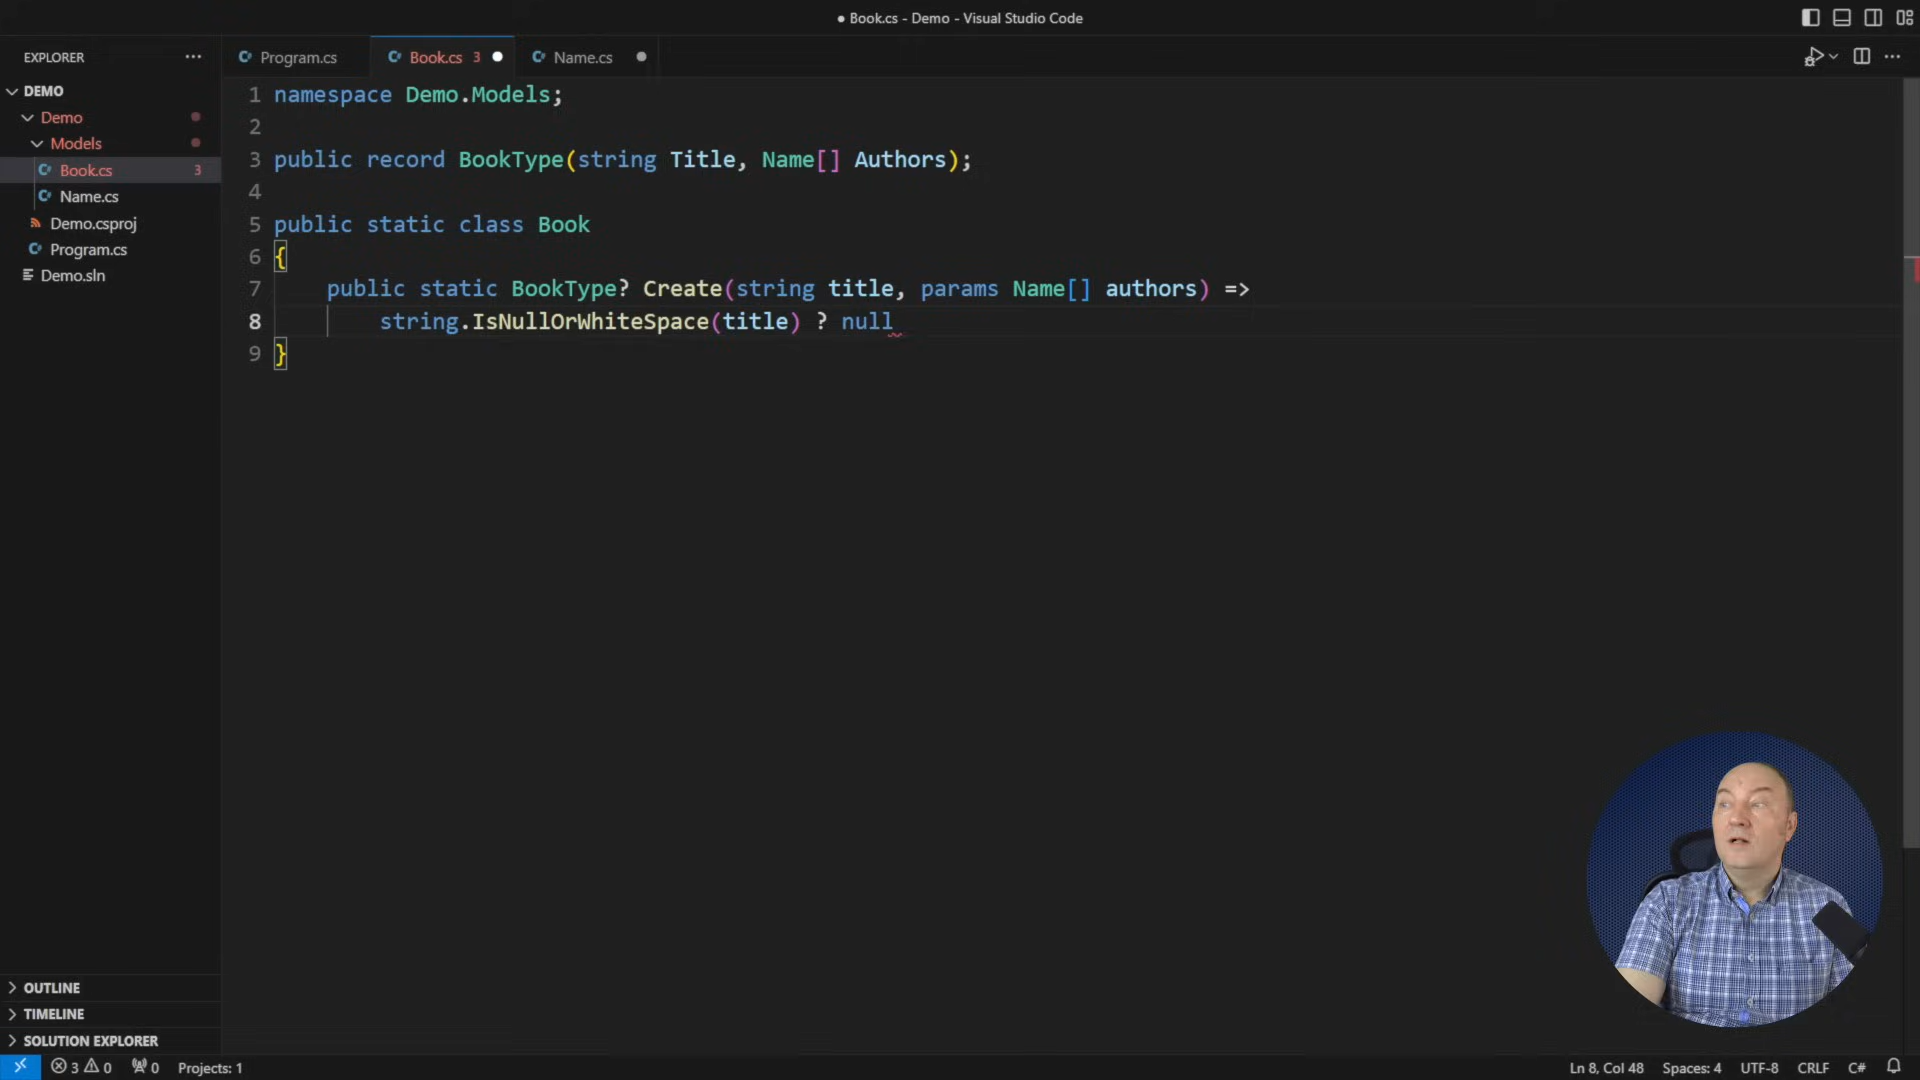 ● Book.cs - Demo - Visual Studio Code
EXPLORER
DEMO
Demo
Models
Book.cs 3
Name.cs
Demo.csproj
Program.cs
Demo.sln
OUTLINE
TIMELINE
SOLUTION EXPLORER
Program.cs Book.cs 3 Name.cs
1 namespace Demo.Models;
2
3 public record BookType(string Title, Name[] Authors);
4
5 public static class Book
6 {
7 public static BookType? Create(string title, params Name[] authors) =>
8 string.IsNullOrWhiteSpace(title) ? null
9 }
3 0 0 Projects: 1 Ln 8, Col 48 Spaces: 4 UTF-8 CRLF C#